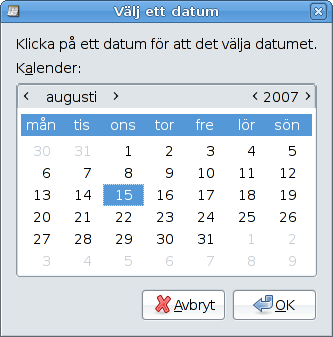 Välj ett datum
Klicka på ett datum för att det välja datumet.
Kalender:
< augusti > < 2007 >
mån tis ons tor fre lör sön
30 31 1 2 3 4 5
6 7 8 9 10 11 12
13 14 15 16 17 18 19
20 21 22 23 24 25 26
27 28 29 30 31 1 2
3 4 5 6 7 8 9
Avbryt OK